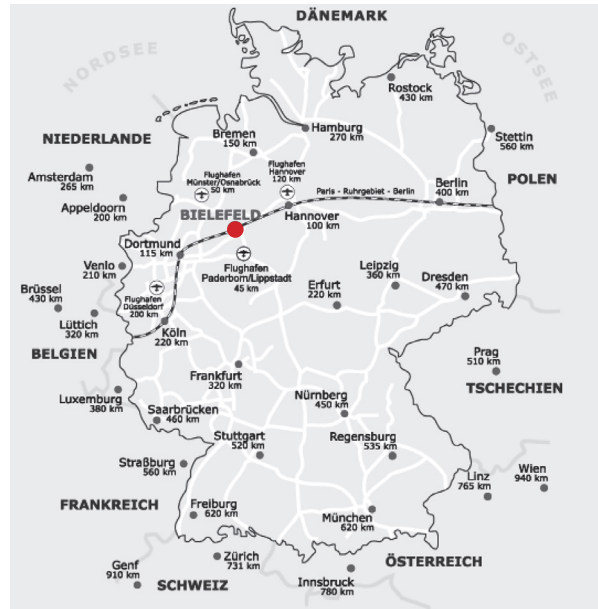 DÄNEMARK
NORDSEE
OSTSEE
Rostock
430 km
Hamburg
270 km
Bremen
150 km
Stettin
560 km
NIEDERLANDE
Amsterdam
265 km
Appeldoorn
200 km
Flughafen
Münster/Osnabrück
50 km
Flughafen
Hannover
120 km
Paris - Ruhrgebiet - Berlin
Berlin
400 km
POLEN
BIELEFELD
Hannover
100 km
Dortmund
115 km
Venlo
210 km
Flughafen
Paderborn/Lippstadt
45 km
Leipzig
360 km
Dresden
470 km
Erfurt
220 km
Brüssel
430 km
Lüttich
320 km
Flughafen
Düsseldorf
200 km
Köln
220 km
BELGIEN
Prag
510 km
TSCHECHIEN
Frankfurt
320 km
Luxemburg
380 km
Saarbrücken
460 km
Nürnberg
450 km
Stuttgart
520 km
Regensburg
535 km
Straßburg
560 km
Linz
765 km
Wien
940 km
FRANKREICH
Freiburg
620 km
München
620 km
Genf
910 km
Zürich
731 km
SCHWEIZ
Innsbruck
780 km
ÖSTERREICH